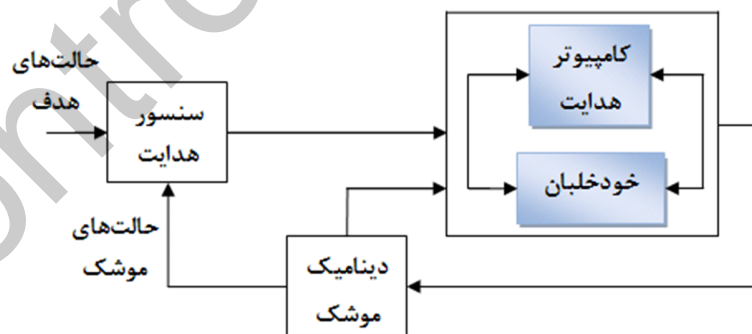 حالت‌های
هدف
سنسور
هدایت
کامپیوتر
هدایت
خودخلبان
حالت‌های
موشک
دینامیک
موشک